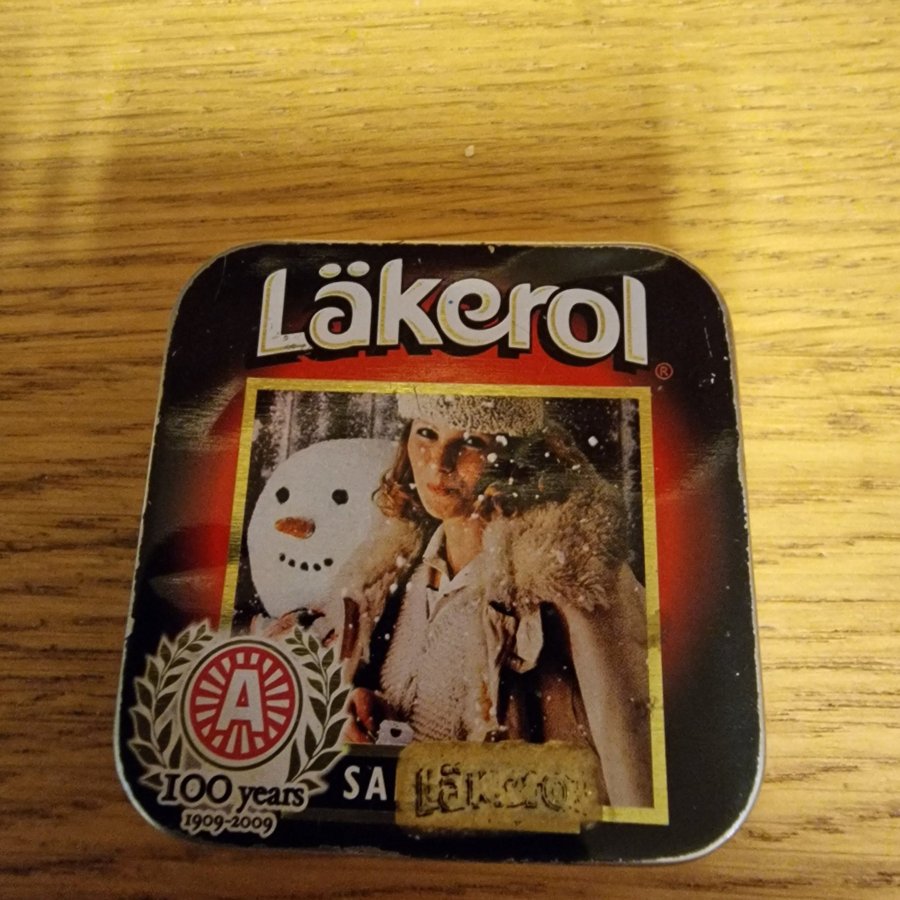 Läkerol
®
A
100 years
1909-2009
SA
Läkerol